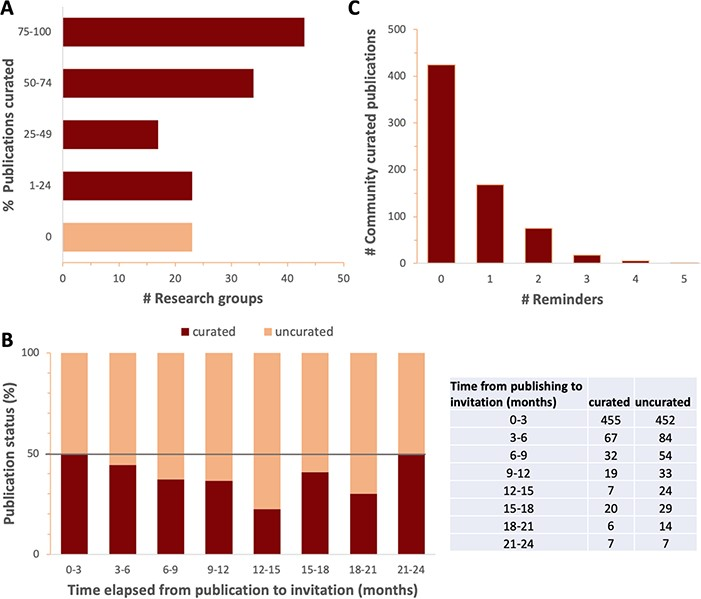 A
% Publications curated
75-100
50-74
25-49
1-24
0
0 10 20 30 40 50
# Research groups
C
# Community curated publications
500
400
300
200
100
0
0 1 2 3 4 5
# Reminders
B
curated uncurated
Publication status (%)
100
50
0
0-3 3-6 6-9 9-12 12-15 15-18 18-21 21-24
Time elapsed from publication to invitation (months)
Time from publishing to
invitation (months) curated uncurated
0-3 455 452
3-6 67 84
6-9 32 54
9-12 19 33
12-15 7 24
15-18 20 29
18-21 6 14
21-24 7 7